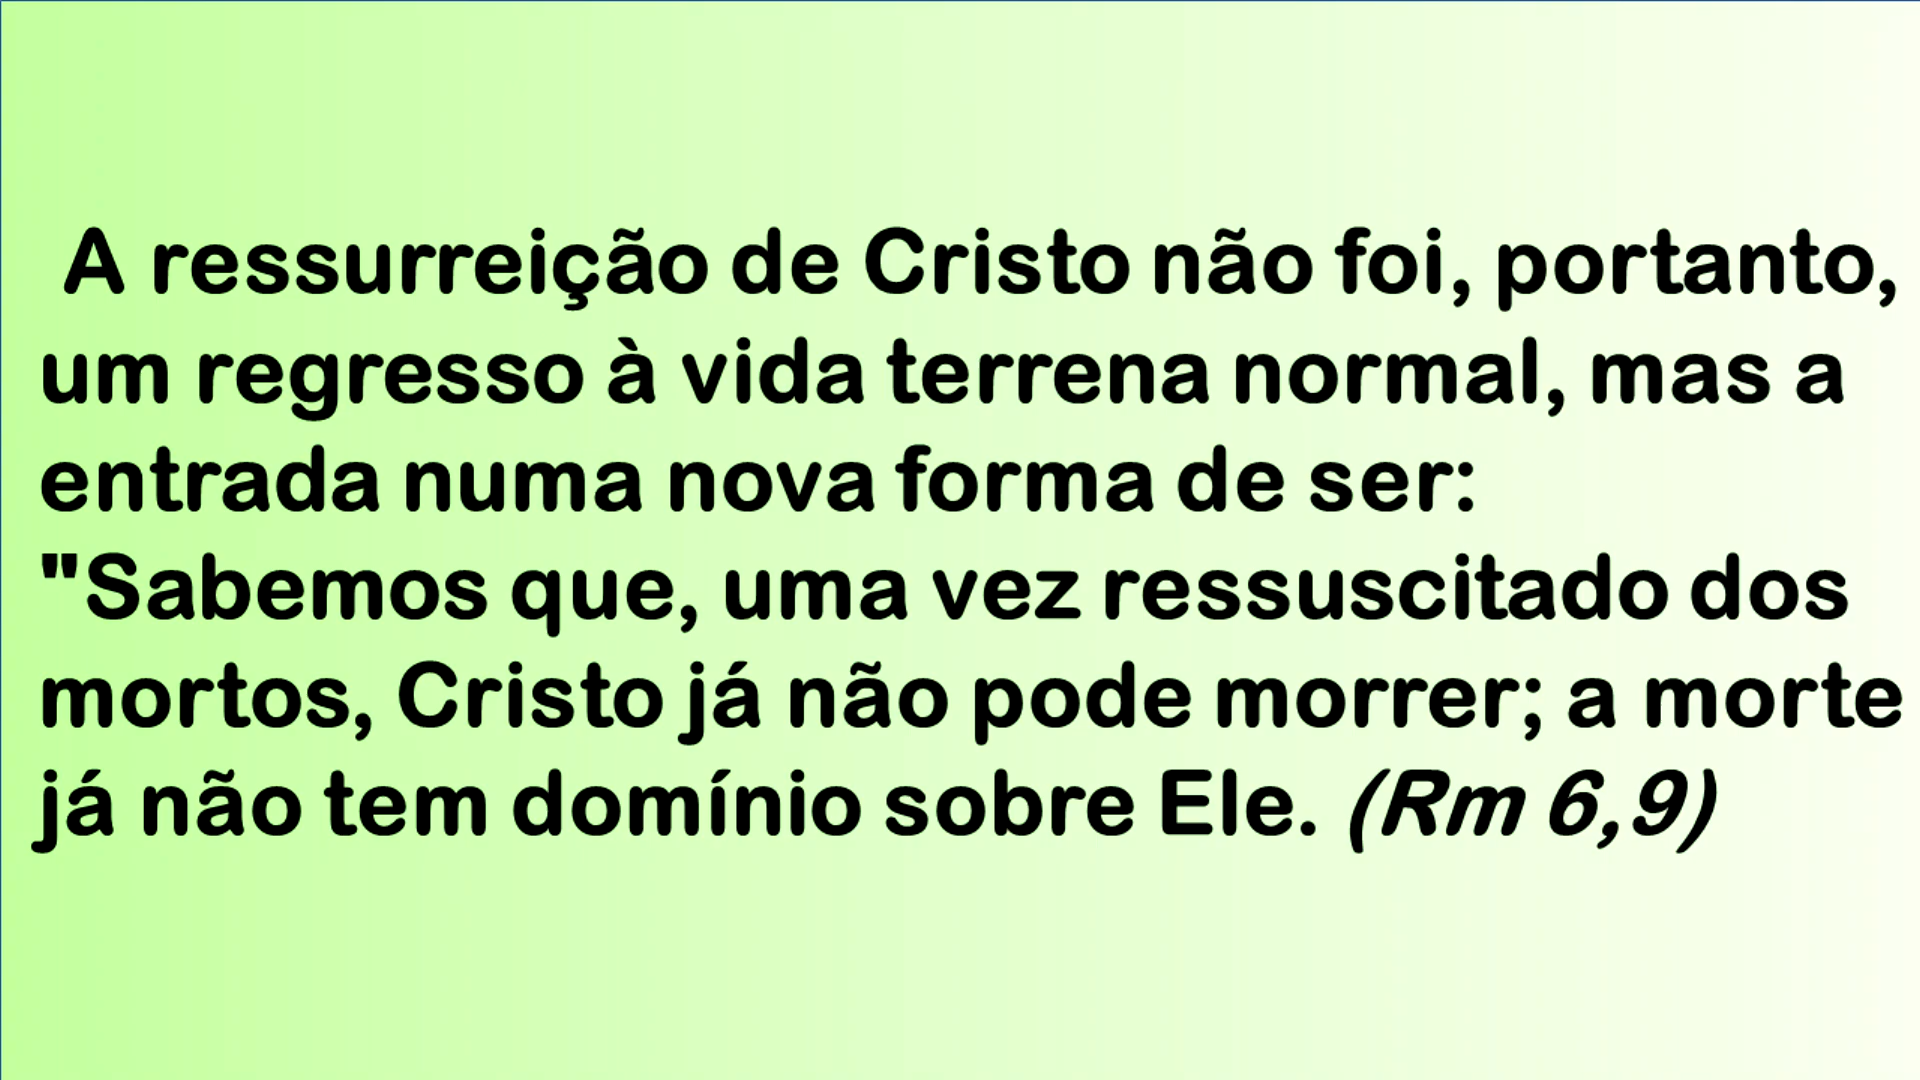 A ressurreição de Cristo não foi, portanto,
um regresso à vida terrena normal, mas a
entrada numa nova forma de ser:
"Sabemos que, uma vez ressuscitado dos
mortos, Cristo já não pode morrer; a morte
já não tem domínio sobre Ele. (Rm 6,9)